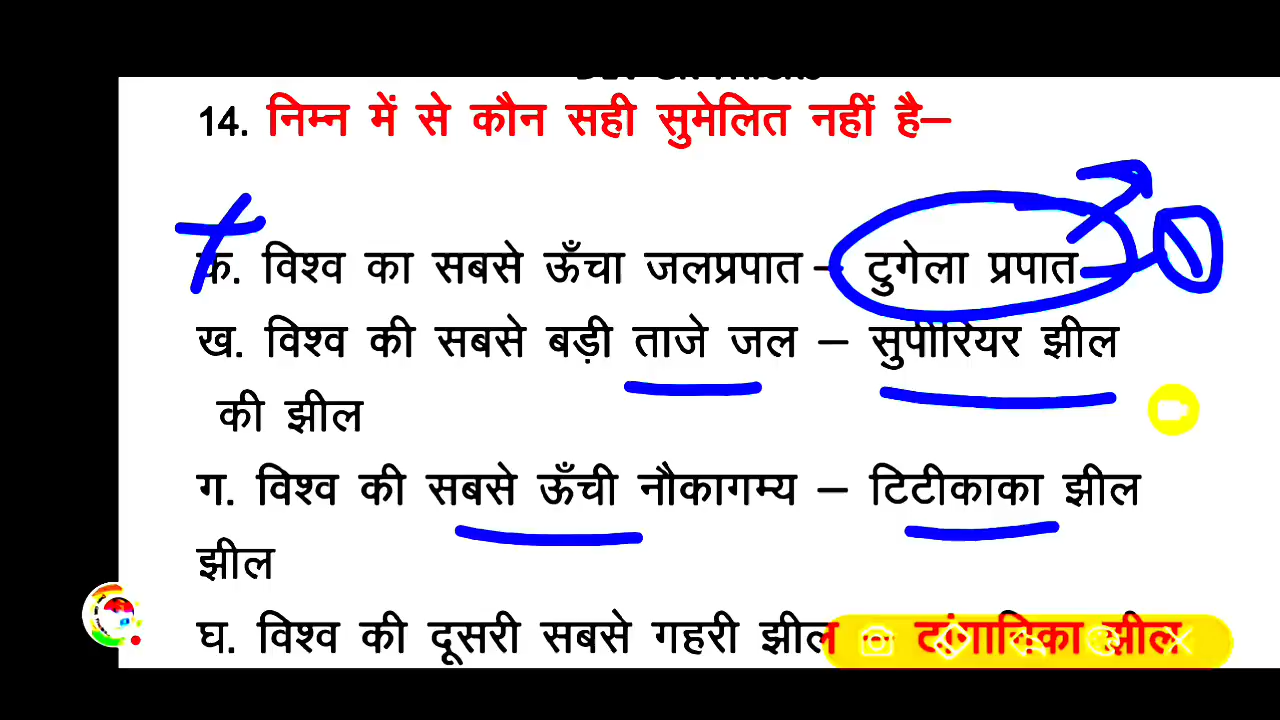 14. निम्न में से कौन सही सुमेलित नहीं है–
क. विश्व का सबसे ऊँचा जलप्रपात – टुगेला प्रपात
ख. विश्व की सबसे बड़ी ताजे जल – सुपीरियर झील
की झील
ग. विश्व की सबसे ऊँची नौकागम्य – टिटीकाका झील
झील
घ. विश्व की दूसरी सबसे गहरी झील – टांगानिका झील